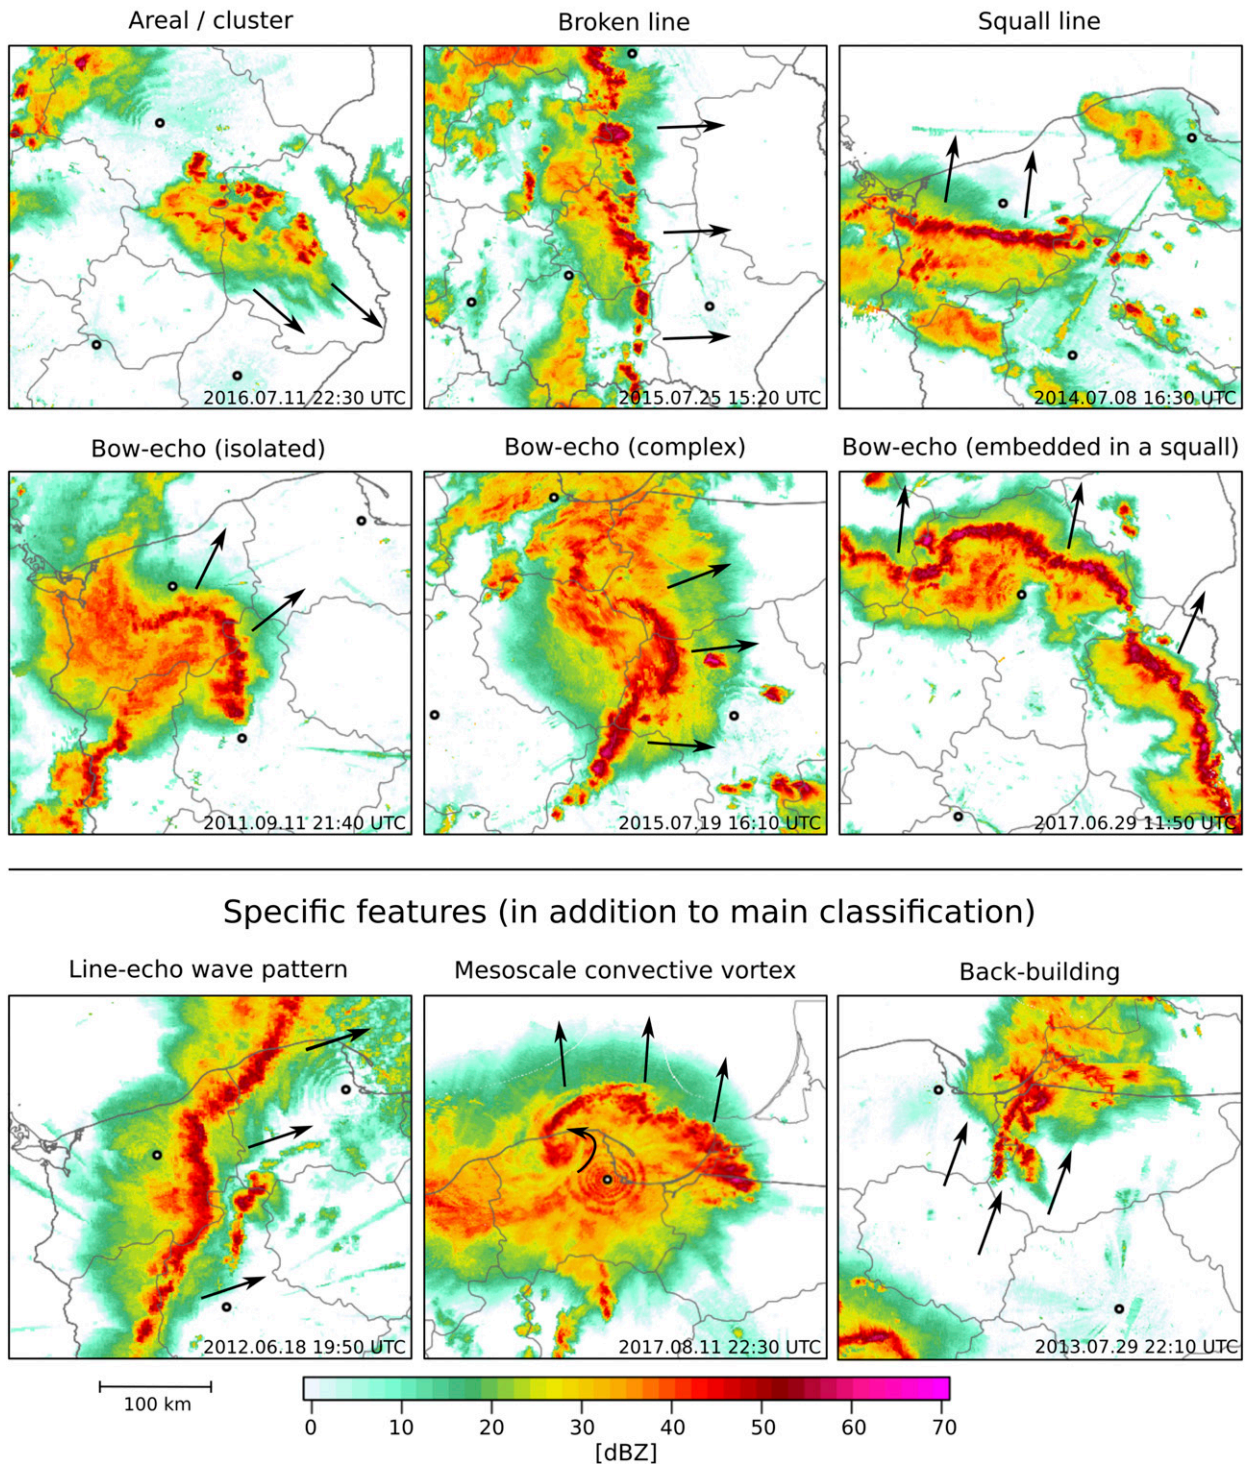 Areal / cluster
Broken line
Squall line
2016.07.11 22:30 UTC
2015.07.25 15:20 UTC
2014.07.08 16:30 UTC
Bow-echo (isolated)
Bow-echo (complex)
Bow-echo (embedded in a squall)
2011.09.11 21:40 UTC
2015.07.19 16:10 UTC
2017.06.29 11:50 UTC
Specific features (in addition to main classification)
Line-echo wave pattern
Mesoscale convective vortex
Back-building
2012.06.18 19:50 UTC
2017.08.11 22:30 UTC
2013.07.29 22:10 UTC
100 km
0 10 20 30 40 50 60 70
[dBZ]